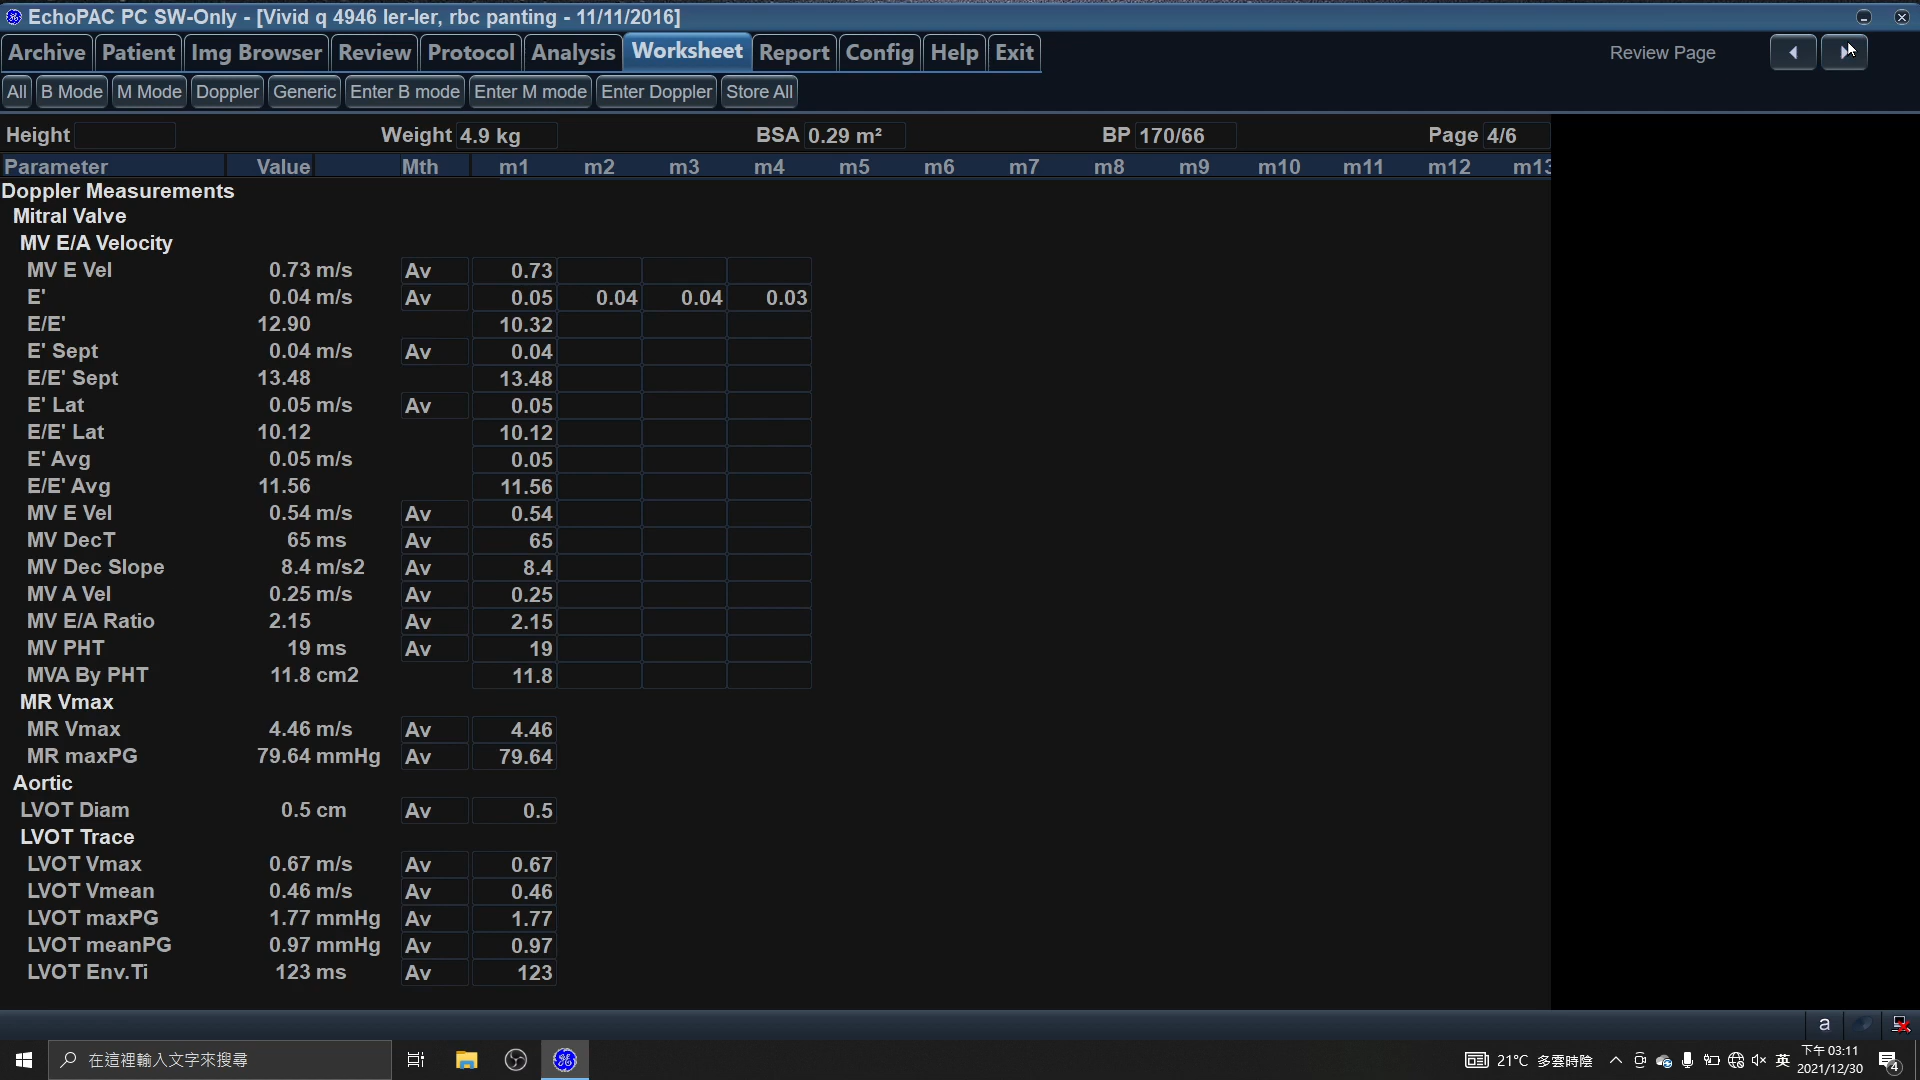 EchoPAC PC SW-Only - [Vivid q 4946 ler-ler, rbc panting - 11/11/2016]
Archive Patient Img Browser Review Protocol Analysis Worksheet Report Config Help Exit Review Page
All B Mode M Mode Doppler Generic Enter B mode Enter M mode Enter Doppler Store All
Height Weight 4.9 kg BSA 0.29 m² BP 170/66 Page 4/6
Parameter Value Mth m1 m2 m3 m4 m5 m6 m7 m8 m9 m10 m11 m12 m13
Doppler Measurements
Mitral Valve
MV E/A Velocity
MV E Vel 0.73 m/s Av 0.73
E' 0.04 m/s Av 0.05 0.04 0.04 0.03
E/E' 12.90 10.32
E' Sept 0.04 m/s Av 0.04
E/E' Sept 13.48 13.48
E' Lat 0.05 m/s Av 0.05
E/E' Lat 10.12 10.12
E' Avg 0.05 m/s 0.05
E/E' Avg 11.56 11.56
MV E Vel 0.54 m/s Av 0.54
MV DecT 65 ms Av 65
MV Dec Slope 8.4 m/s2 Av 8.4
MV A Vel 0.25 m/s Av 0.25
MV E/A Ratio 2.15 Av 2.15
MV PHT 19 ms Av 19
MVA By PHT 11.8 cm2 11.8
MR Vmax
MR Vmax 4.46 m/s Av 4.46
MR maxPG 79.64 mmHg Av 79.64
Aortic
LVOT Diam 0.5 cm Av 0.5
LVOT Trace
LVOT Vmax 0.67 m/s Av 0.67
LVOT Vmean 0.46 m/s Av 0.46
LVOT maxPG 1.77 mmHg Av 1.77
LVOT meanPG 0.97 mmHg Av 0.97
LVOT Env.Ti 123 ms Av 123
a
在這裡輸入文字來搜尋 21°C 多雲時陰 英 下午 03:11
2021/12/30 4